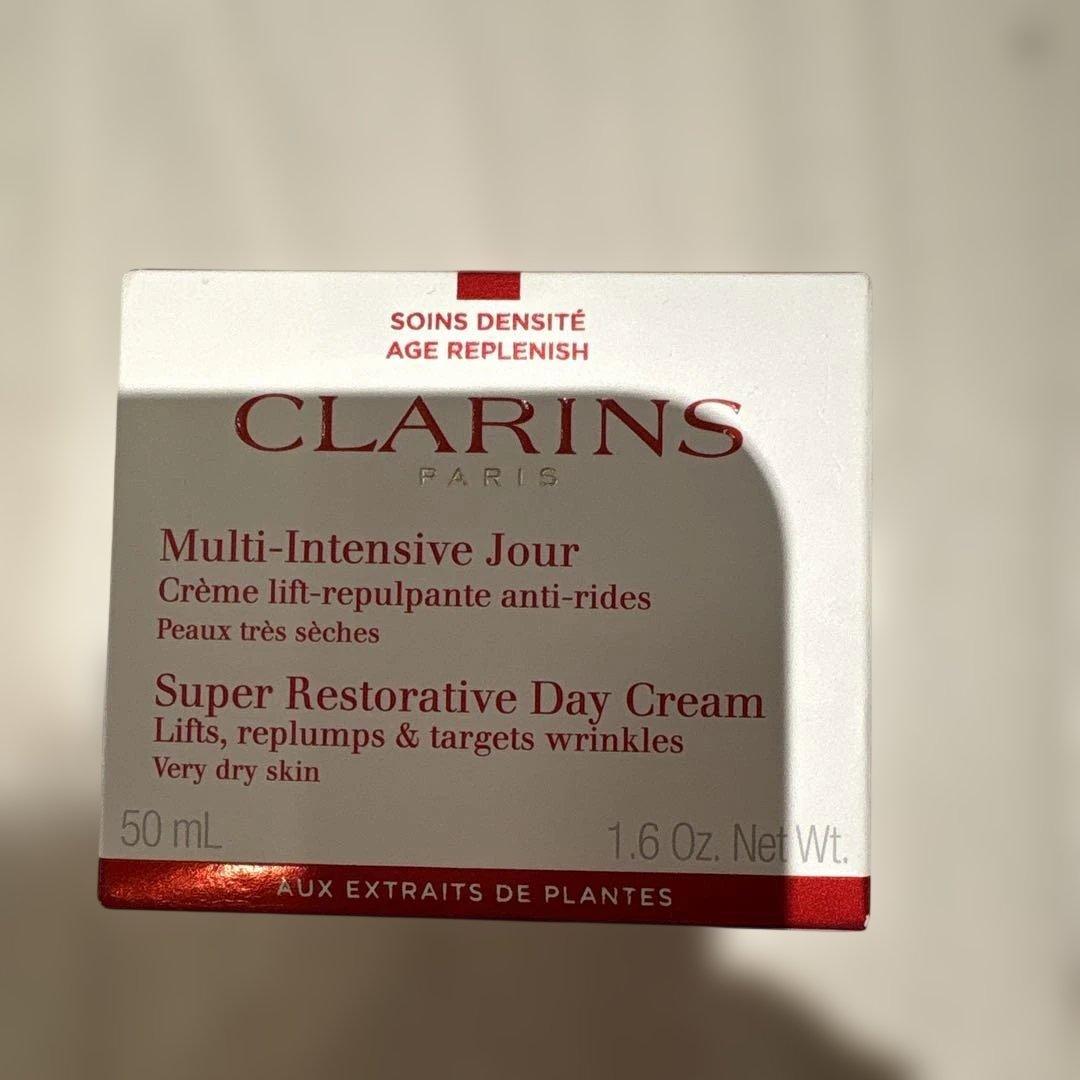 SOINS DENSITÉ
AGE REPLENISH
CLARINS
PARIS
Multi-Intensive Jour
Crème lift-repulpante anti-rides
Peaux très sèches
Super Restorative Day Cream
Lifts, replumps & targets wrinkles
Very dry skin
50 mL 1.6 Oz. Net Wt.
AUX EXTRAITS DE PLANTES